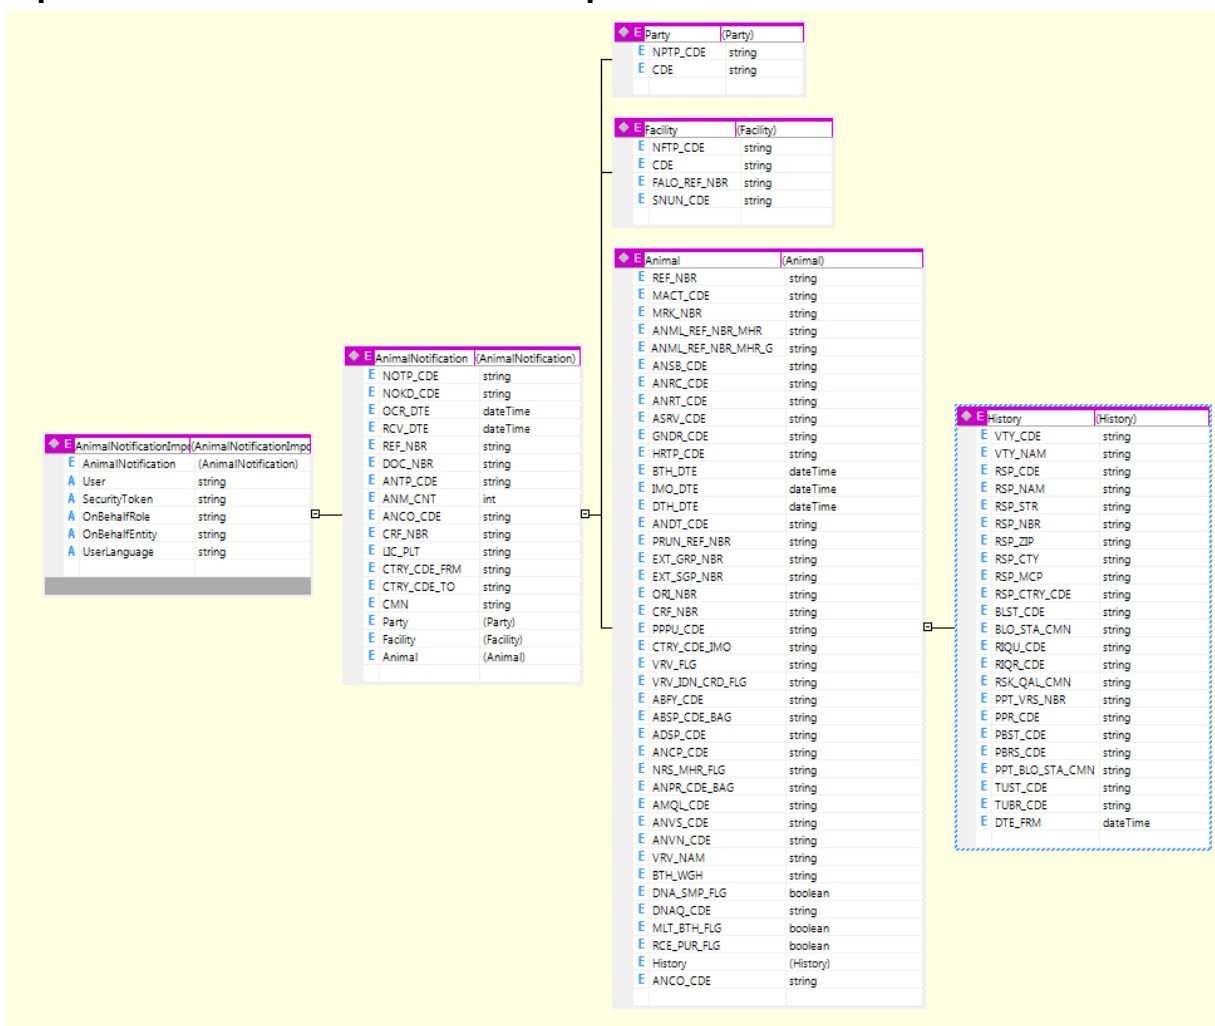 E Party (Party)
E NPTP_CDE string
E CDE string
E Facility (Facility)
E NFTP_CDE string
E CDE string
E FALO_REF_NBR string
E SNUN_CDE string
E Animal (Animal)
E REF_NBR string
E MACT_CDE string
E MRK_NBR string
E ANML_REF_NBR_MHR string
E ANML_REF_NBR_MHR_G string
E ANSB_CDE string
E ANRC_CDE string
E ANRT_CDE string
E ASRV_CDE string
E GNDR_CDE string
E HRTP_CDE string
E BTH_DTE dateTime
E IMO_DTE dateTime
E DTH_DTE dateTime
E ANDT_CDE string
E PRUN_REF_NBR string
E EXT_GRP_NBR string
E EXT_SGP_NBR string
E ORI_NBR string
E CRF_NBR string
E PPPU_CDE string
E CTRY_CDE_IMO string
E VRV_FLG string
E VRV_IDN_CRD_FLG string
E ABFY_CDE string
E ABSP_CDE_BAG string
E ADSP_CDE string
E ANCP_CDE string
E NRS_MHR_FLG string
E ANPR_CDE_BAG string
E AMQL_CDE string
E ANVS_CDE string
E ANVN_CDE string
E VRV_NAM string
E BTH_WGH string
E DNA_SMP_FLG boolean
E DNAQ_CDE string
E MLT_BTH_FLG boolean
E RCE_PUR_FLG boolean
E History (History)
E ANCO_CDE string
E AnimalNotification (AnimalNotification)
E NOTP_CDE string
E NOKD_CDE string
E OCR_DTE dateTime
E RCV_DTE dateTime
E REF_NBR string
E DOC_NBR string
E ANTP_CDE string
E ANM_CNT int
E ANCO_CDE string
E CRF_NBR string
E LIC_PLT string
E CTRY_CDE_FRM string
E CTRY_CDE_TO string
E CMN string
E Party (Party)
E Facility (Facility)
E Animal (Animal)
E AnimalNotificationImpo (AnimalNotificationImpo
E AnimalNotification (AnimalNotification)
A User string
A SecurityToken string
A OnBehalfRole string
A OnBehalfEntity string
A UserLanguage string
E History (History)
E VTY_CDE string
E VTY_NAM string
E RSP_CDE string
E RSP_NAM string
E RSP_STR string
E RSP_NBR string
E RSP_ZIP string
E RSP_CTY string
E RSP_MCP string
E RSP_CTRY_CDE string
E BLST_CDE string
E BLO_STA_CMN string
E RIQU_CDE string
E RIQR_CDE string
E RSK_QAL_CMN string
E PPT_VRS_NBR string
E PPR_CDE string
E PBST_CDE string
E PBRS_CDE string
E PPT_BLO_STA_CMN string
E TUST_CDE string
E TUBR_CDE string
E DTE_FRM dateTime